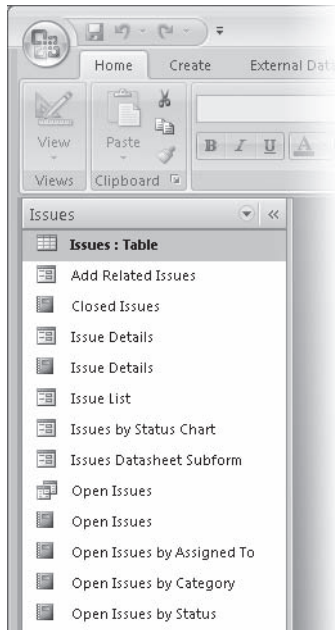 Home Create External Dat
View Paste
B I U A
Views Clipboard
Issues
Issues : Table
Add Related Issues
Closed Issues
Issue Details
Issue Details
Issue List
Issues by Status Chart
Issues Datasheet Subform
Open Issues
Open Issues
Open Issues by Assigned To
Open Issues by Category
Open Issues by Status